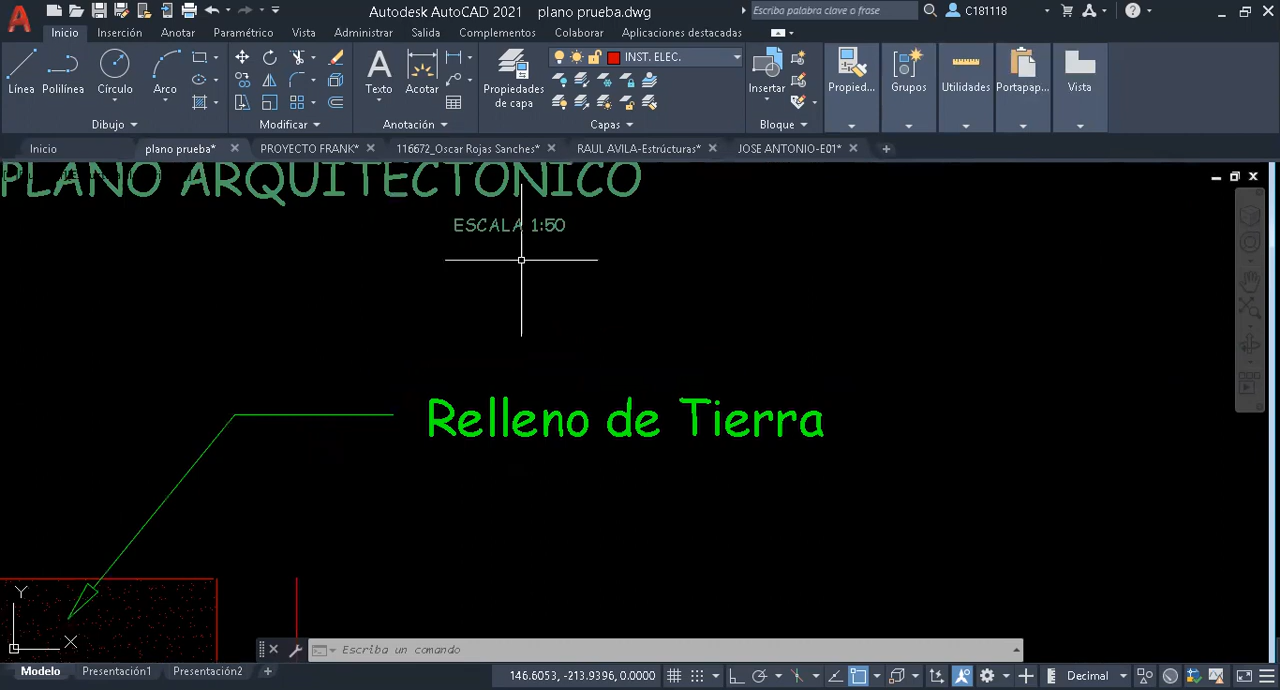 Autodesk AutoCAD 2021 plano prueba.dwg
Escriba palabra clave o frase
C181118
Inicio Inserción Anotar Paramétrico Vista Administrar Salida Complementos Colaborar Aplicaciones destacadas
INST. ELEC.
Línea Polilínea Círculo Arco
Texto Acotar
Propiedades de capa
Insertar
Propied... Grupos Utilidades Portapap... Vista
Dibujo Modificar Anotación Capas Bloque
Inicio plano prueba* PROYECTO FRANK* 116672_Oscar Rojas Sanches* RAUL AVILA-Estrúcturas* JOSE ANTONIO-E01*
PLANO ARQUITECTONICO
ESCALA 1:50
Relleno de Tierra
Y
X
Escriba un comando
Modelo Presentación1 Presentación2
146.6053, -213.9396, 0.0000
Decimal